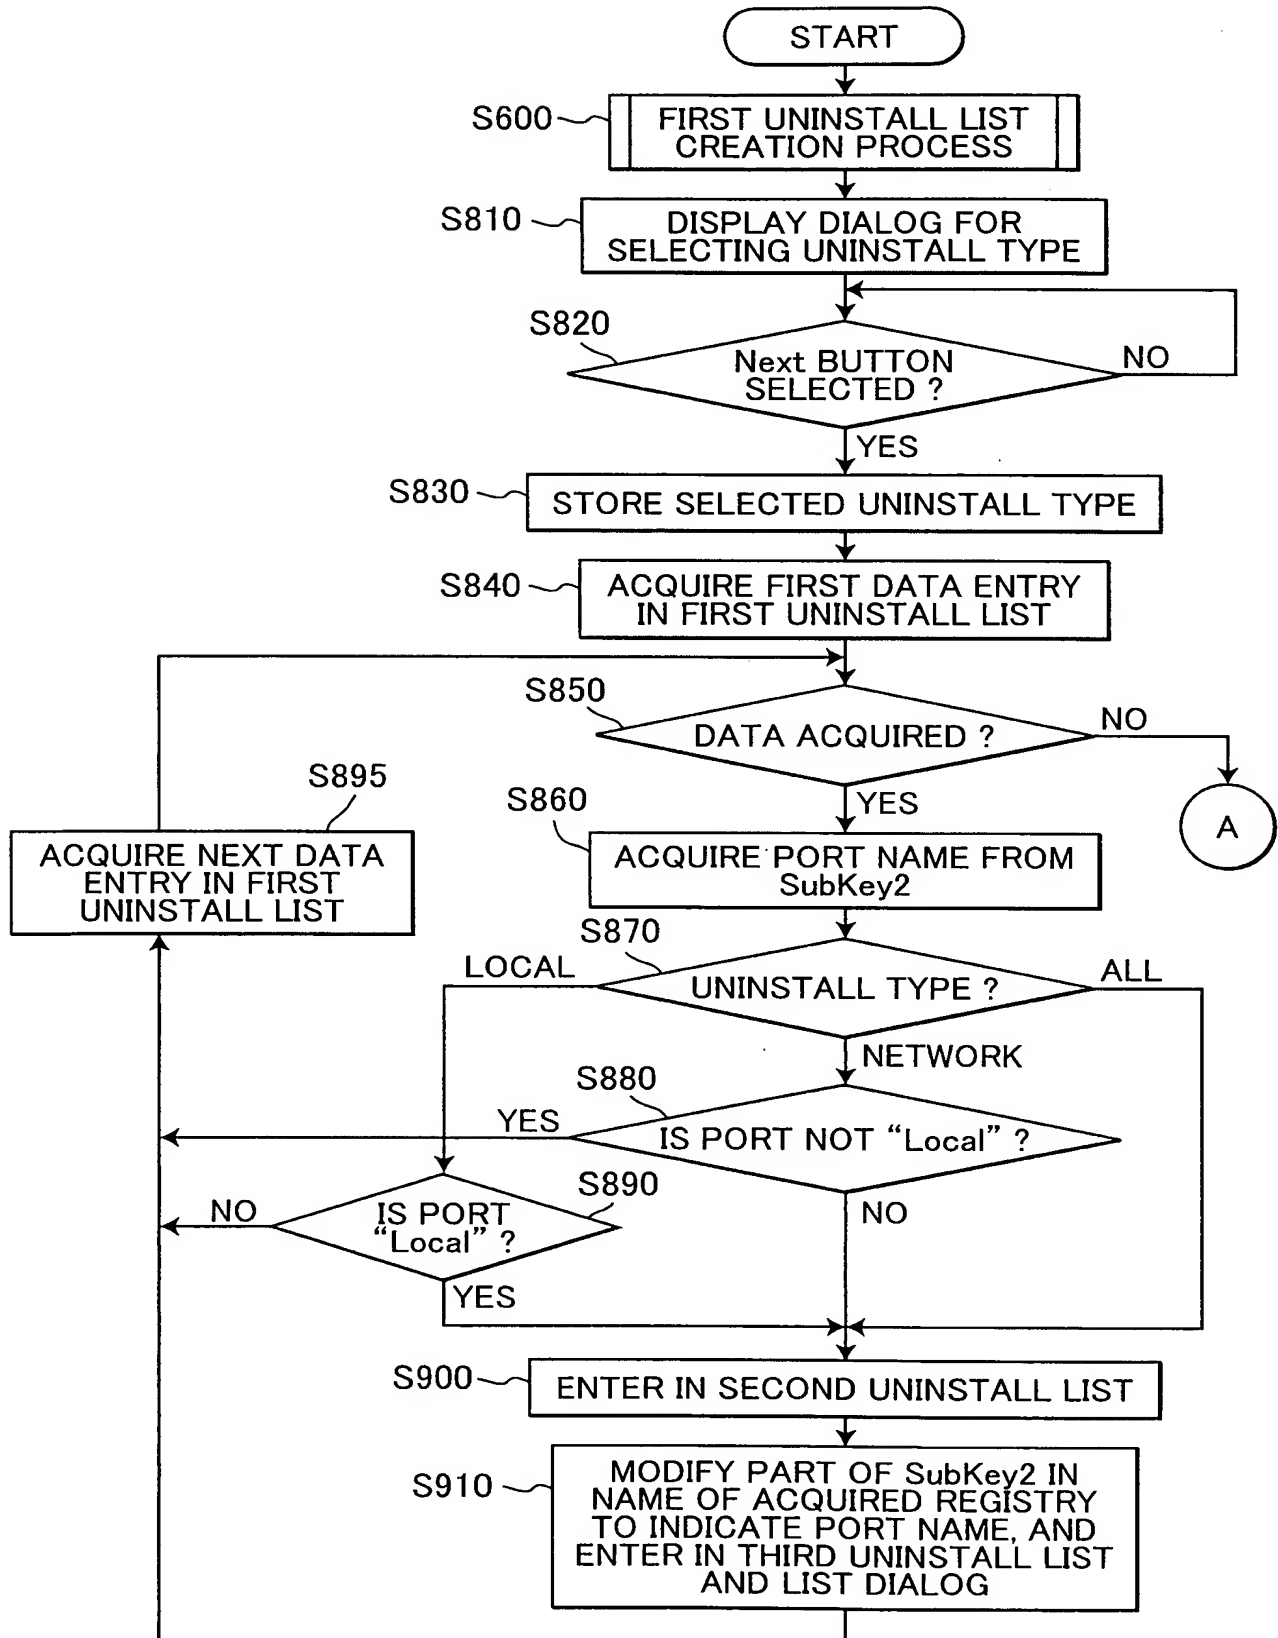 START
S600
FIRST UNINSTALL LIST
CREATION PROCESS
S810
DISPLAY DIALOG FOR
SELECTING UNINSTALL TYPE
S820
Next BUTTON
SELECTED ?
NO
YES
S830
STORE SELECTED UNINSTALL TYPE
S840
ACQUIRE FIRST DATA ENTRY
IN FIRST UNINSTALL LIST
S850
DATA ACQUIRED ?
NO
A
YES
S895
ACQUIRE NEXT DATA
ENTRY IN FIRST
UNINSTALL LIST
S860
ACQUIRE PORT NAME FROM
SubKey2
S870
LOCAL
UNINSTALL TYPE ?
ALL
NETWORK
S880
YES
IS PORT NOT “Local” ?
NO
S890
NO
IS PORT
“Local” ?
YES
S900
ENTER IN SECOND UNINSTALL LIST
S910
MODIFY PART OF SubKey2 IN
NAME OF ACQUIRED REGISTRY
TO INDICATE PORT NAME, AND
ENTER IN THIRD UNINSTALL LIST
AND LIST DIALOG